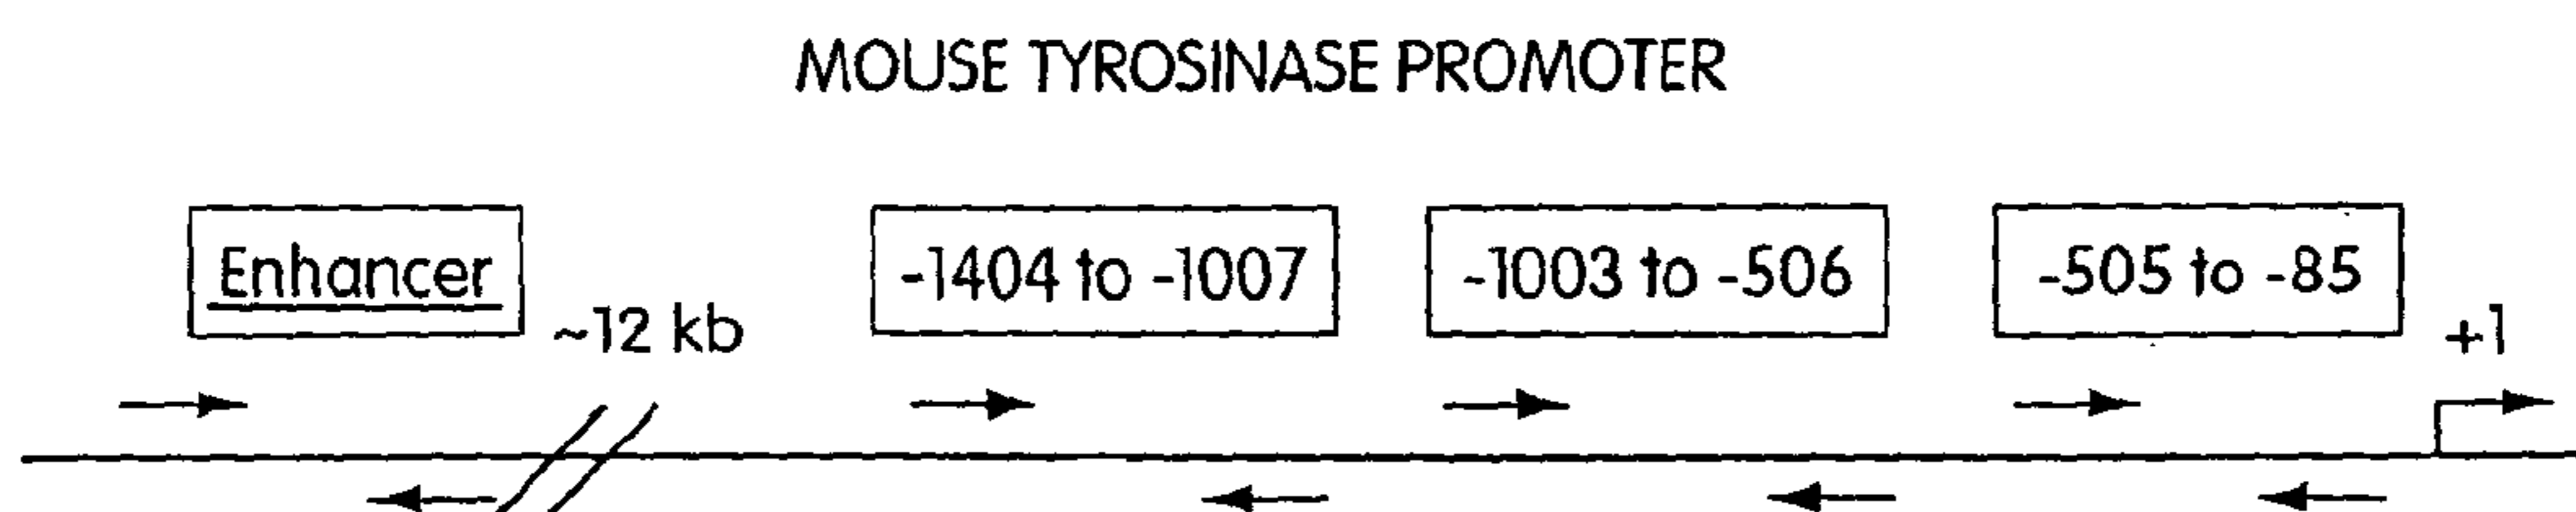 MOUSE TYROSINASE PROMOTER
Enhancer
~12 kb
-1404 to -1007
-1003 to -506
-505 to -85
+1